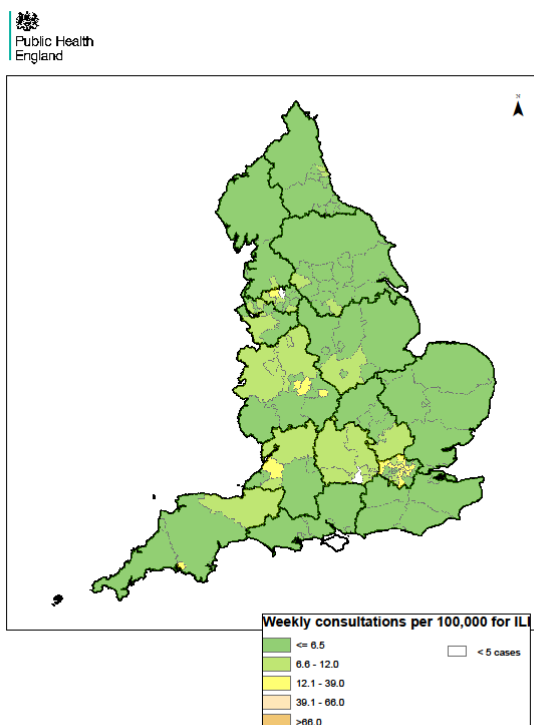 Public Health
England
N
Weekly consultations per 100,000 for ILI
<= 6.5
< 5 cases
6.6 - 12.0
12.1 - 39.0
39.1 - 66.0
>66.0